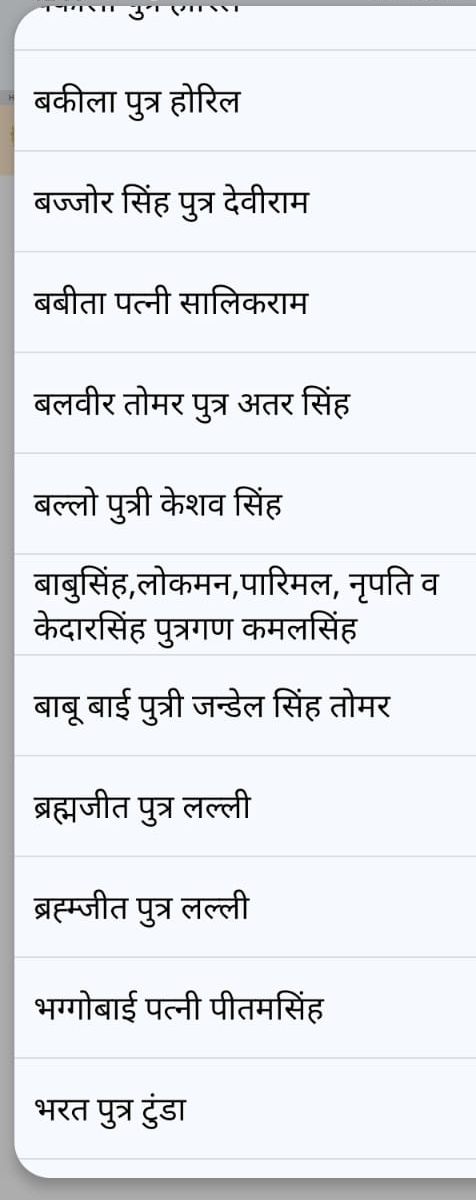 बकीला पुत्र होरिल
बज्जोर सिंह पुत्र देवीराम
बबीता पत्नी सालिकराम
बलवीर तोमर पुत्र अतर सिंह
बल्लो पुत्री केशव सिंह
बाबुसिंह,लोकमन,पारिमल, नृपति व
केदारसिंह पुत्रगण कमलसिंह
बाबू बाई पुत्री जन्डेल सिंह तोमर
ब्रह्मजीत पुत्र लल्ली
ब्रह्म्जीत पुत्र लल्ली
भग्गोबाई पत्नी पीतमसिंह
भरत पुत्र टुंडा